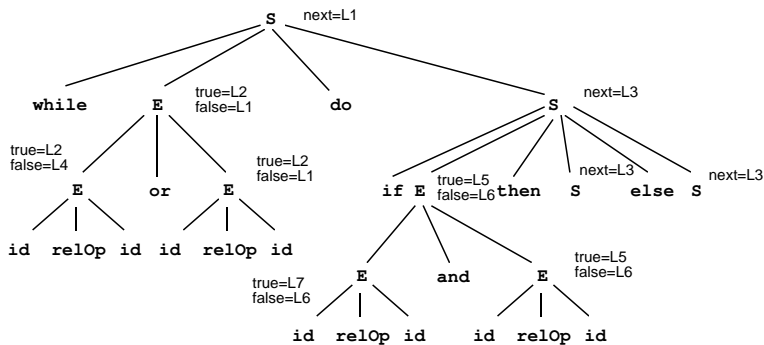 S next=L1
while E true=L2 do S next=L3
false=L1
true=L2 true=L2
false=L4 false=L1
E or E if E true=L5 then S next=L3 else S next=L3
false=L6
id relOp id id relOp id
true=L7 E and E true=L5
false=L6 false=L6
id relOp id id relOp id